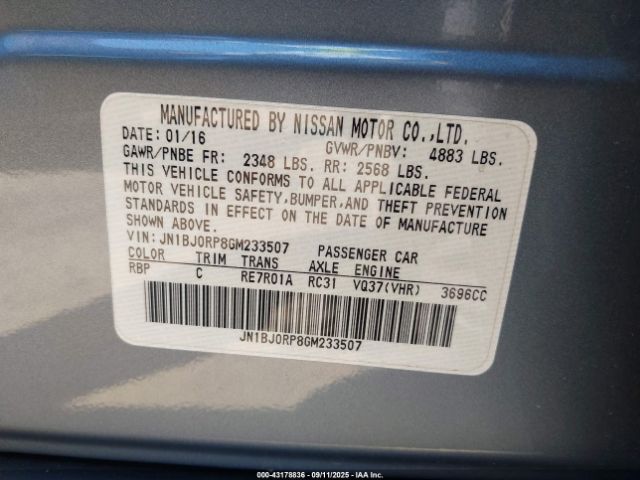 MANUFACTURED BY NISSAN MOTOR CO.,LTD.
DATE: 01/16 GVWR/PNBV: 4883 LBS.
GAWR/PNBE FR: 2348 LBS. RR: 2568 LBS.
THIS VEHICLE CONFORMS TO ALL APPLICABLE FEDERAL
MOTOR VEHICLE SAFETY, BUMPER, AND THEFT PREVENTION
STANDARDS IN EFFECT ON THE DATE OF MANUFACTURE
SHOWN ABOVE.
VIN: JN1BJ0RP8GM233507 PASSENGER CAR
COLOR TRIM TRANS AXLE ENGINE
RBP C RE7R01A RC31 VQ37(VHR) 3696CC
JN1BJ0RP8GM233507
000-43178836 - 09/11/2025 - IAA Inc.